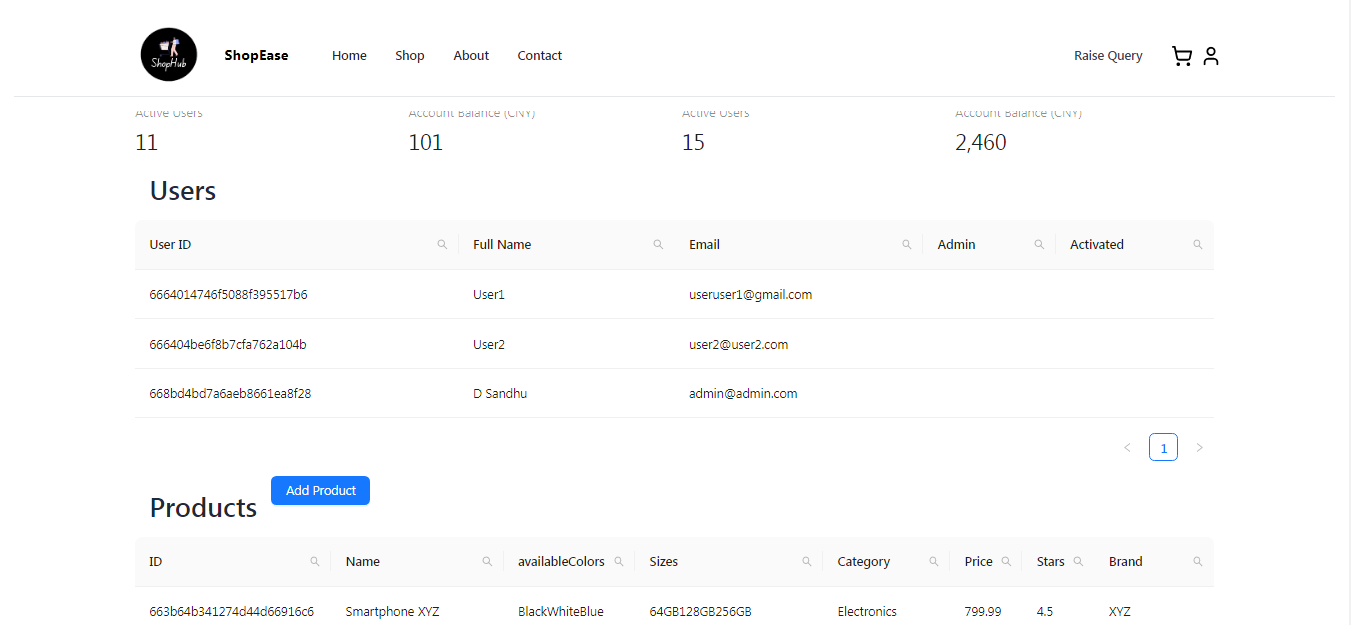 ShopHub
ShopEase Home Shop About Contact Raise Query
Active Users Account Balance (CNY) Active Users Account Balance (CNY)
11 101 15 2,460
Users
User ID Full Name Email Admin Activated
6664014746f5088f395517b6 User1 useruser1@gmail.com
666404be6f8b7cfa762a104b User2 user2@user2.com
668bd4bd7a6aeb8661ea8f28 D Sandhu admin@admin.com
< 1 >
Products Add Product
ID Name availableColors Sizes Category Price Stars Brand
663b64b341274d44d66916c6 Smartphone XYZ BlackWhiteBlue 64GB128GB256GB Electronics 799.99 4.5 XYZ